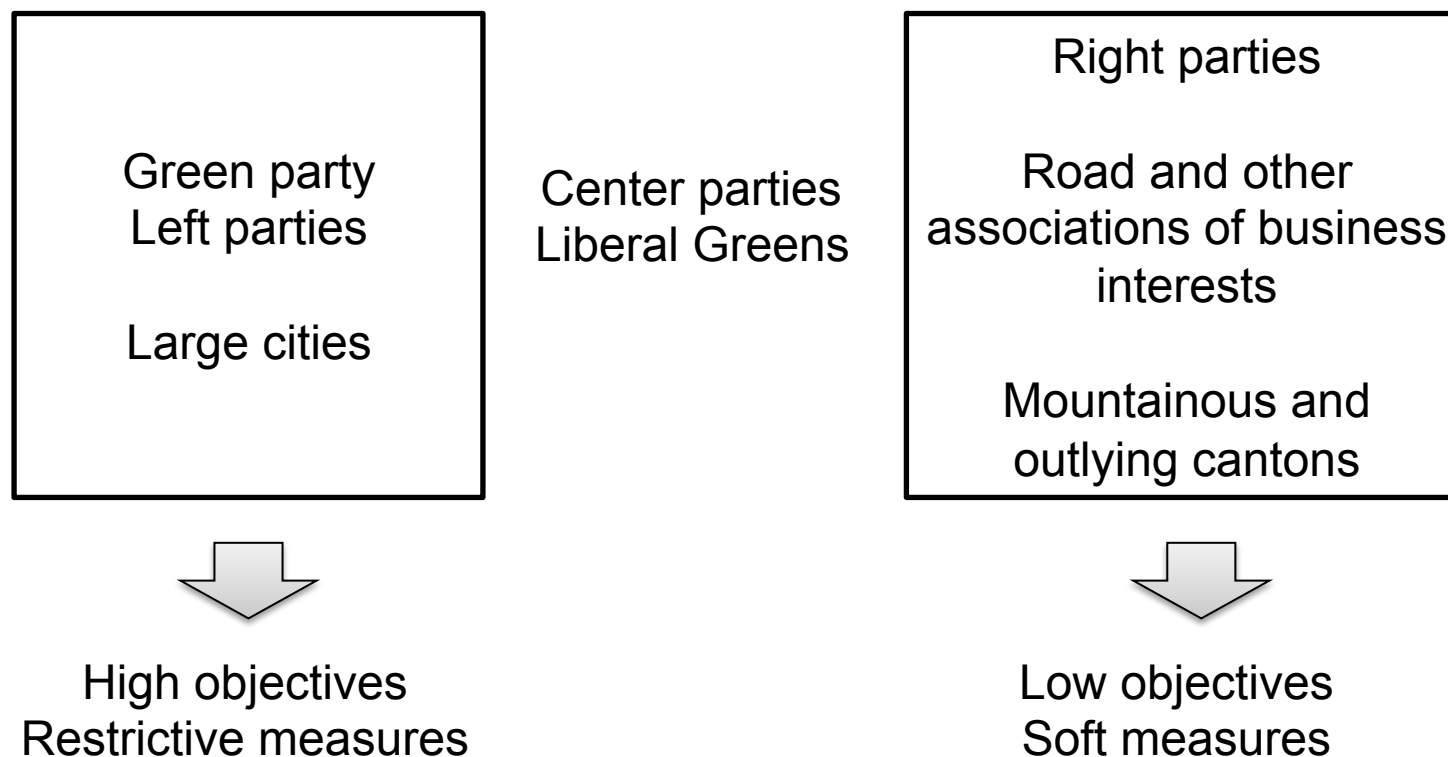 Green party
Left parties
Large cities
Center parties
Liberal Greens
Right parties
Road and other
associations of business
interests
Mountainous and
outlying cantons
High objectives
Restrictive measures
Low objectives
Soft measures